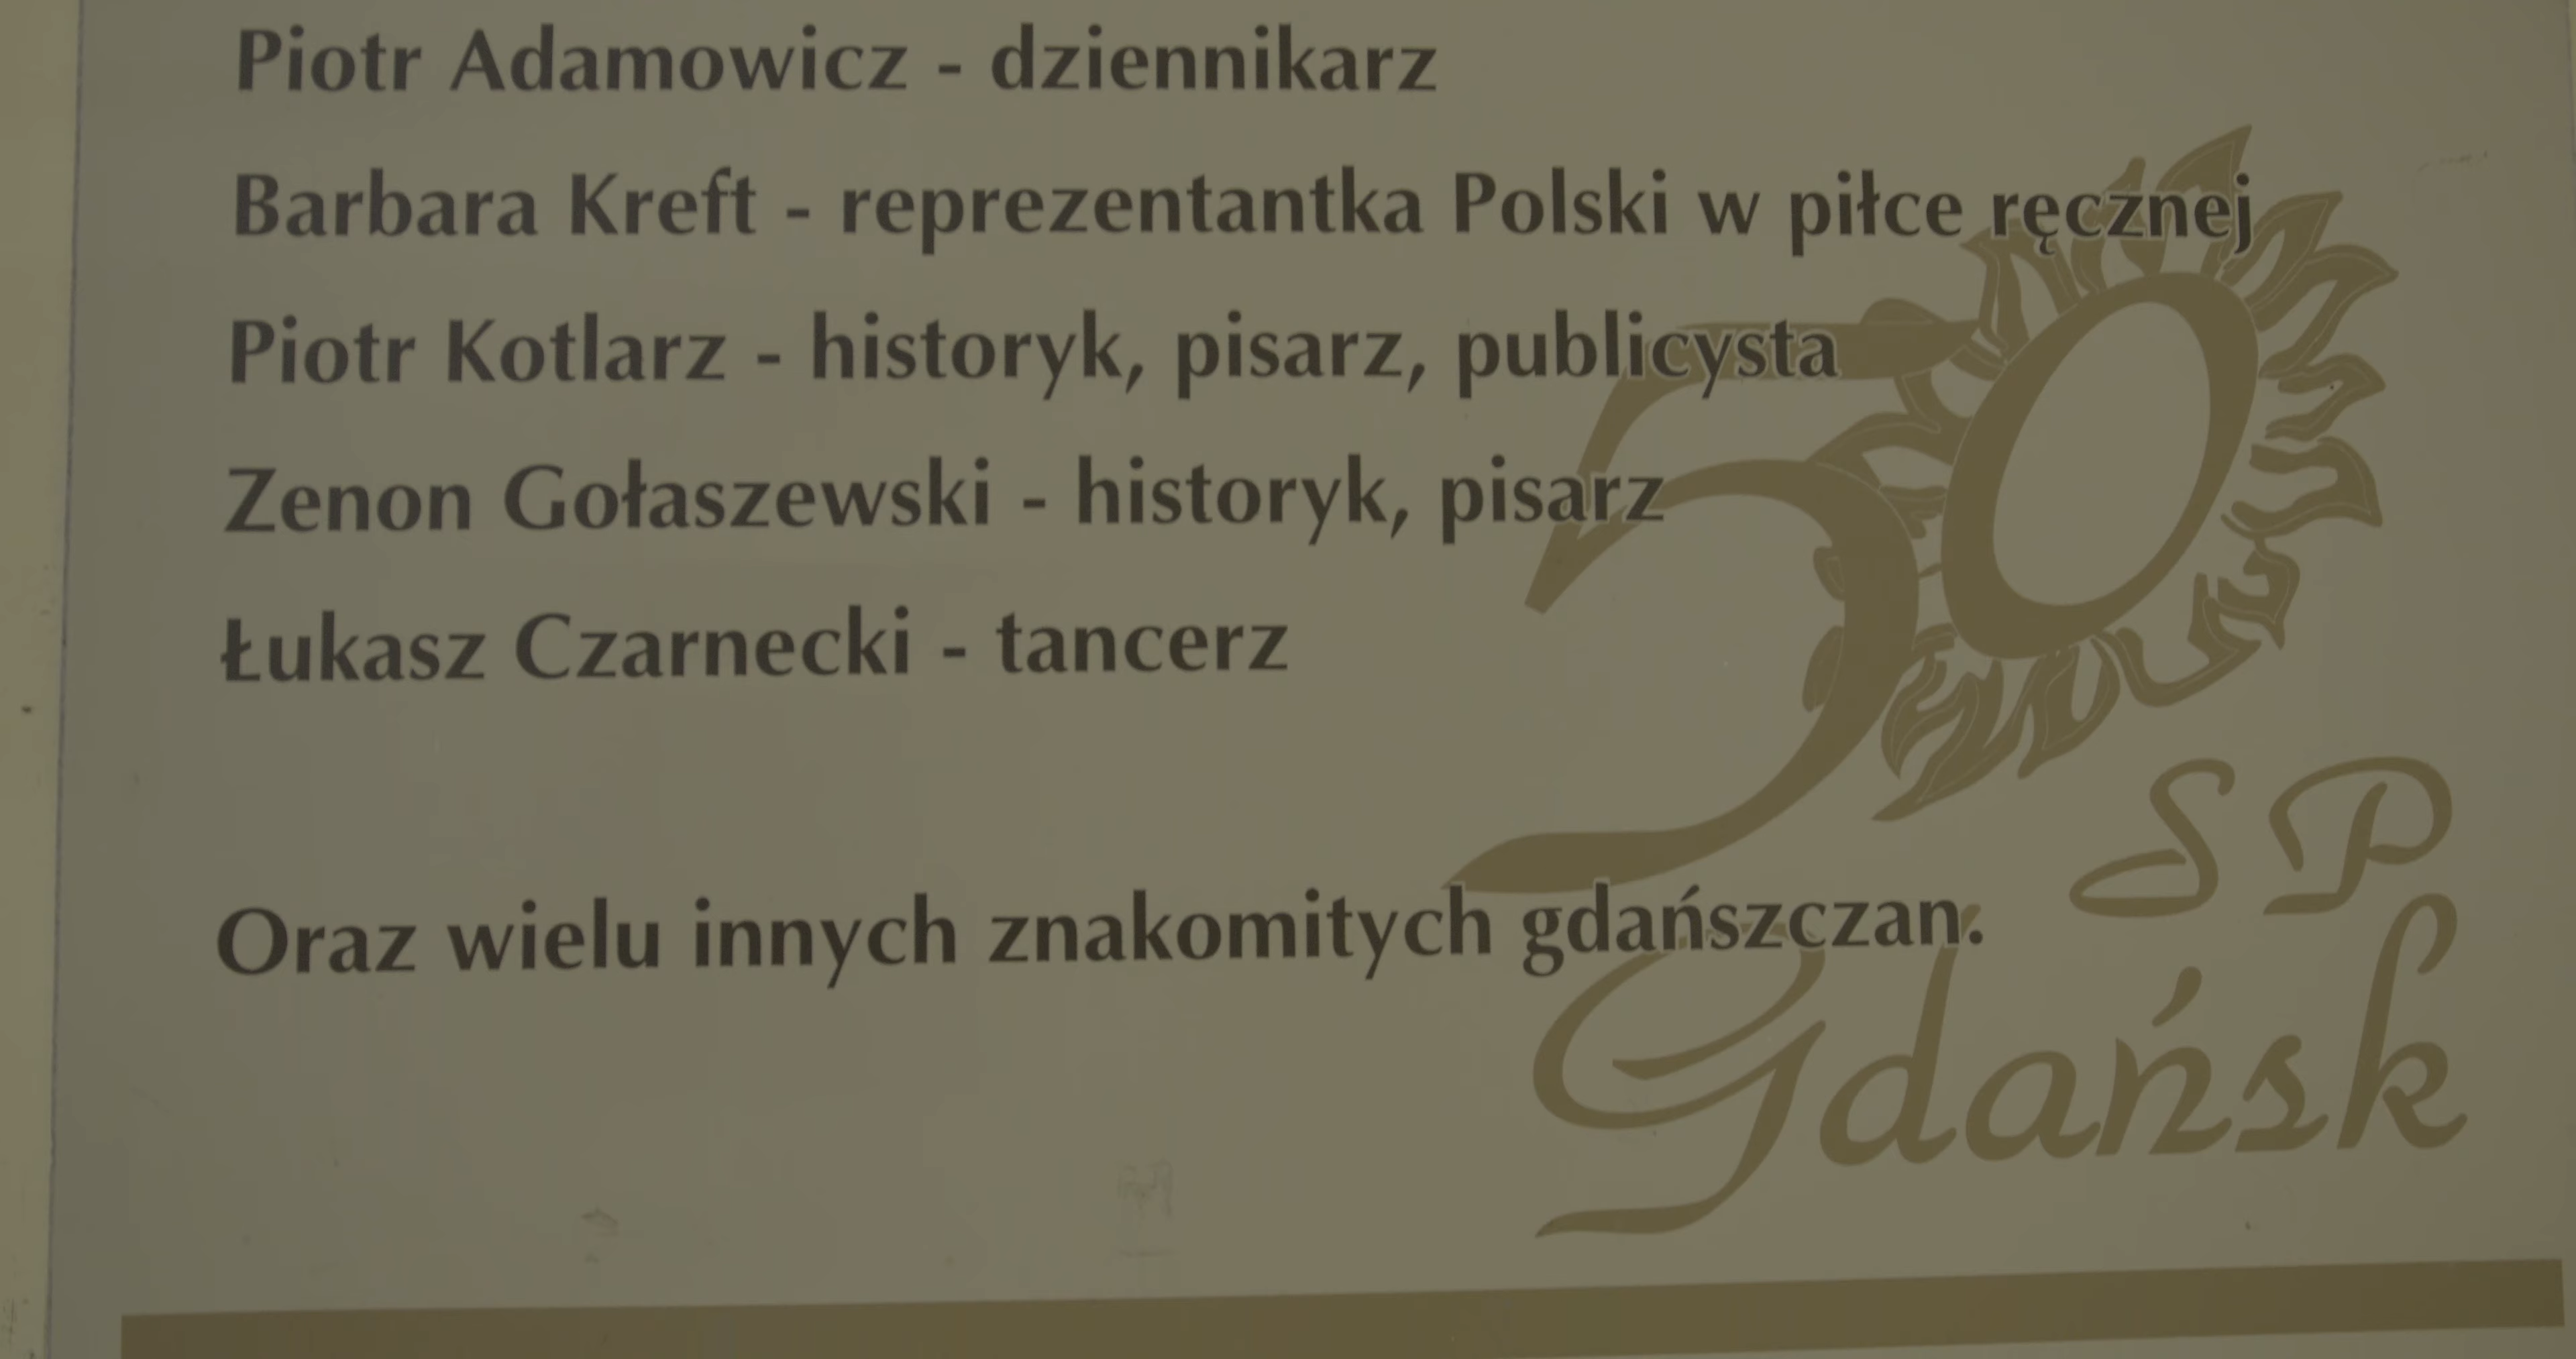 Piotr Adamowicz - dziennikarz
Barbara Kreft - reprezentantka Polski w piłce ręcznej
Piotr Kotlarz - historyk, pisarz, publicysta
Zenon Gołaszewski - historyk, pisarz
Łukasz Czarnecki - tancerz
Oraz wielu innych znakomitych gdańszczan.
50
SP
Gdańsk